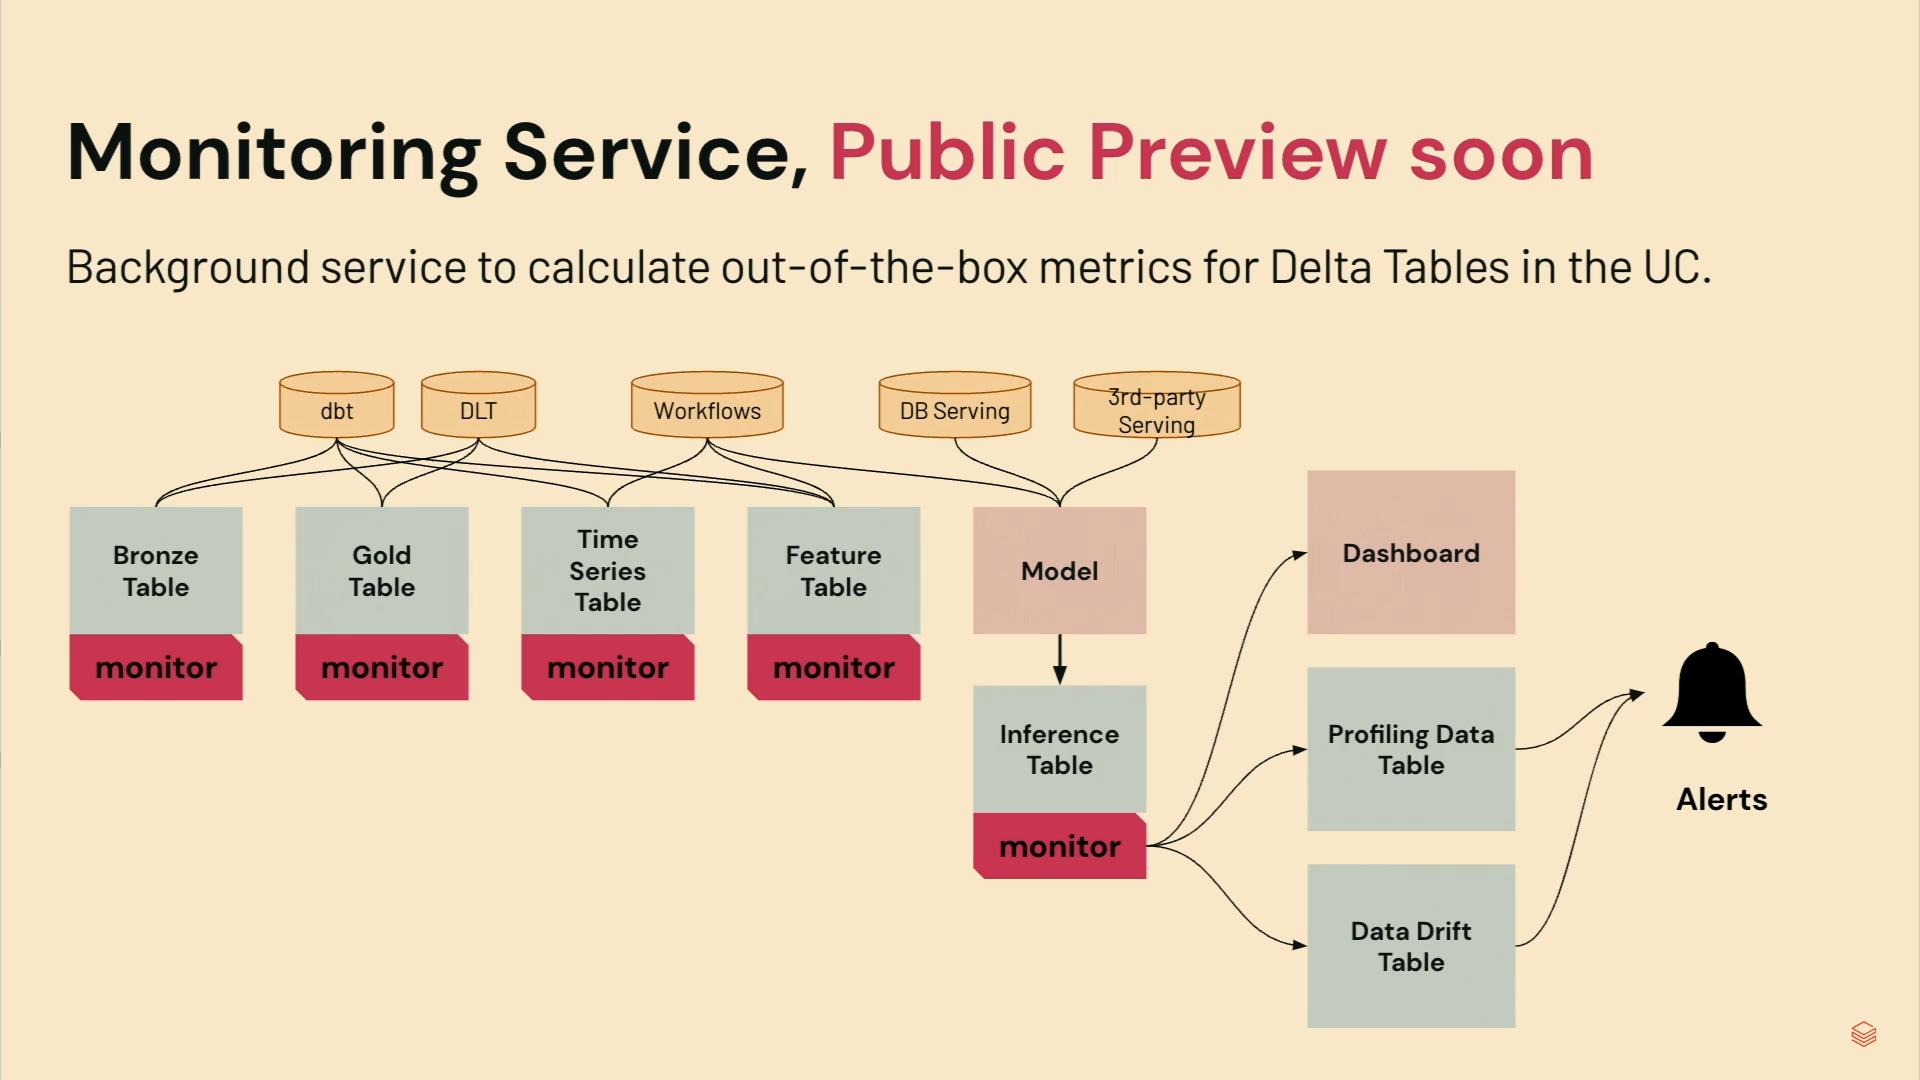 Monitoring Service, Public Preview soon
Background service to calculate out-of-the-box metrics for Delta Tables in the UC.
dbt
DLT
Workflows
DB Serving
3rd-party
Serving
Bronze
Table
monitor
Gold
Table
monitor
Time
Series
Table
monitor
Feature
Table
monitor
Model
Inference
Table
monitor
Dashboard
Profiling Data
Table
Data Drift
Table
Alerts